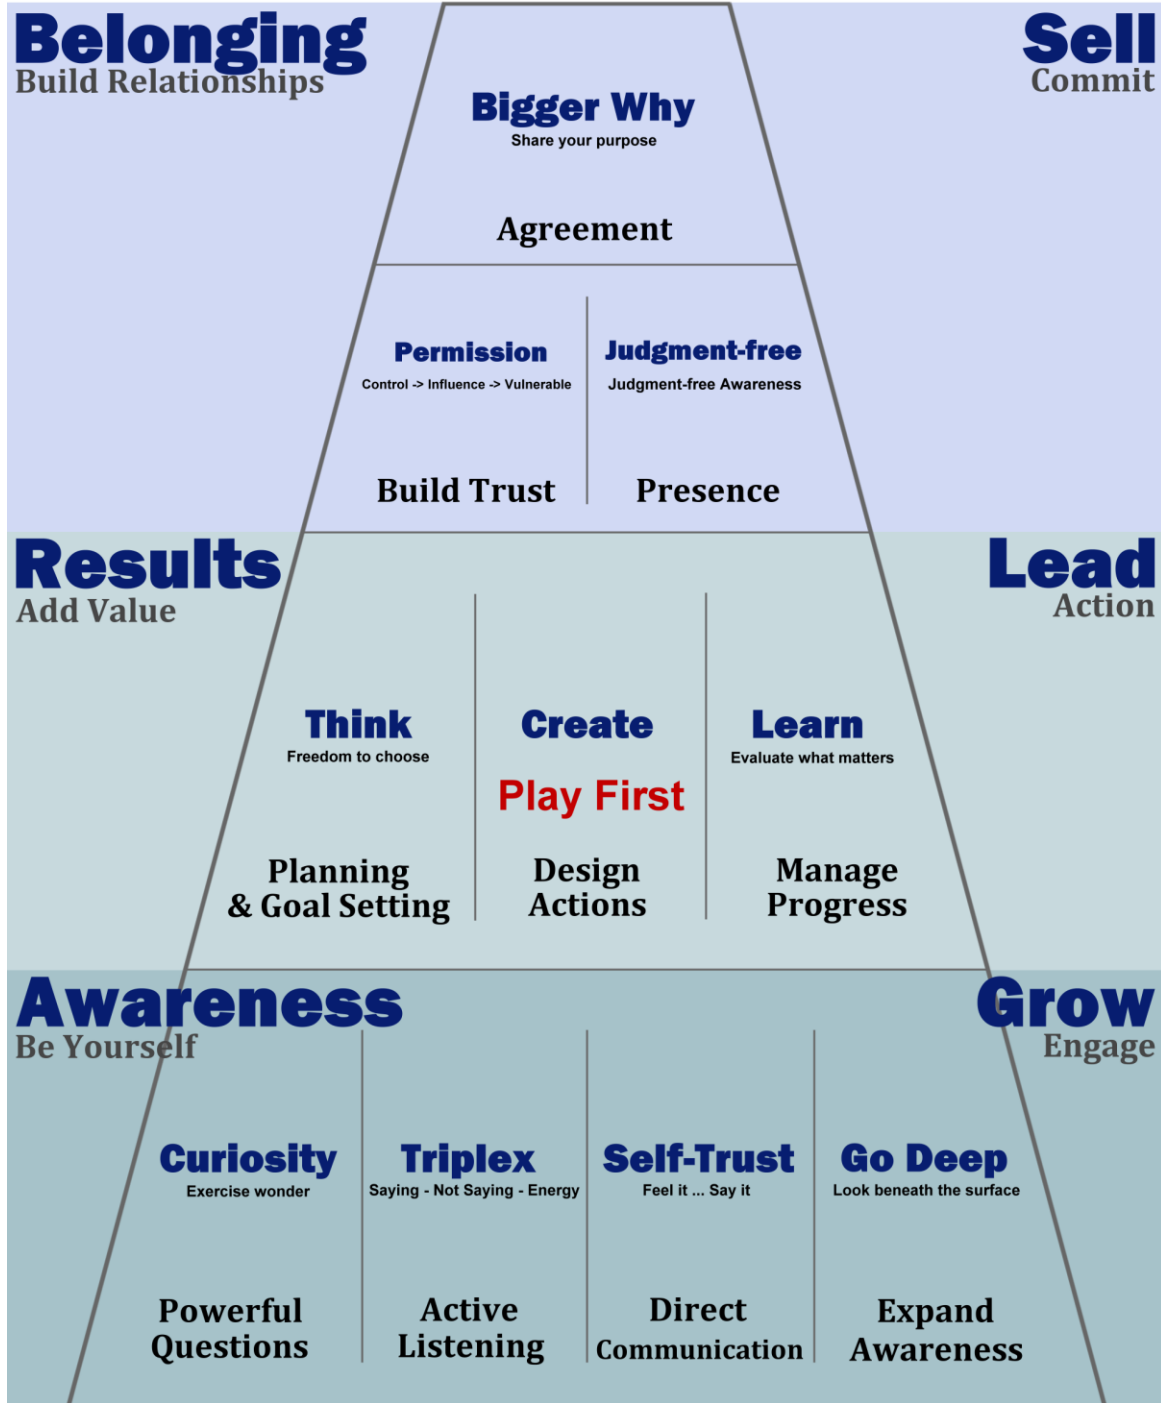 Belonging
Build Relationships
Sell
Commit
Bigger Why
Share your purpose
Agreement
Permission
Control -> Influence -> Vulnerable
Build Trust
Judgment-free
Judgment-free Awareness
Presence
Results
Add Value
Lead
Action
Think
Freedom to choose
Planning
& Goal Setting
Create
Play First
Design
Actions
Learn
Evaluate what matters
Manage
Progress
Awareness
Be Yourself
Grow
Engage
Curiosity
Exercise wonder
Powerful
Questions
Triplex
Saying - Not Saying - Energy
Active
Listening
Self-Trust
Feel it ... Say it
Direct
Communication
Go Deep
Look beneath the surface
Expand
Awareness